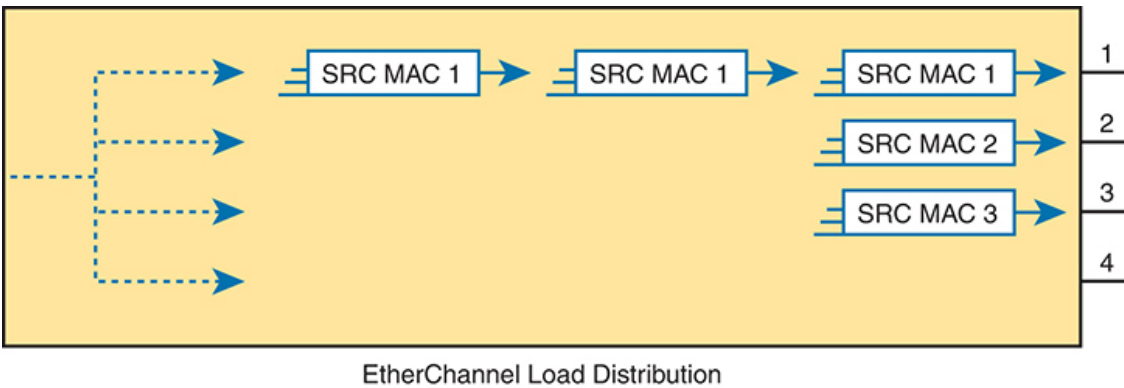 SRC MAC 1 SRC MAC 1 SRC MAC 1 1
SRC MAC 2 2
SRC MAC 3 3
4
EtherChannel Load Distribution